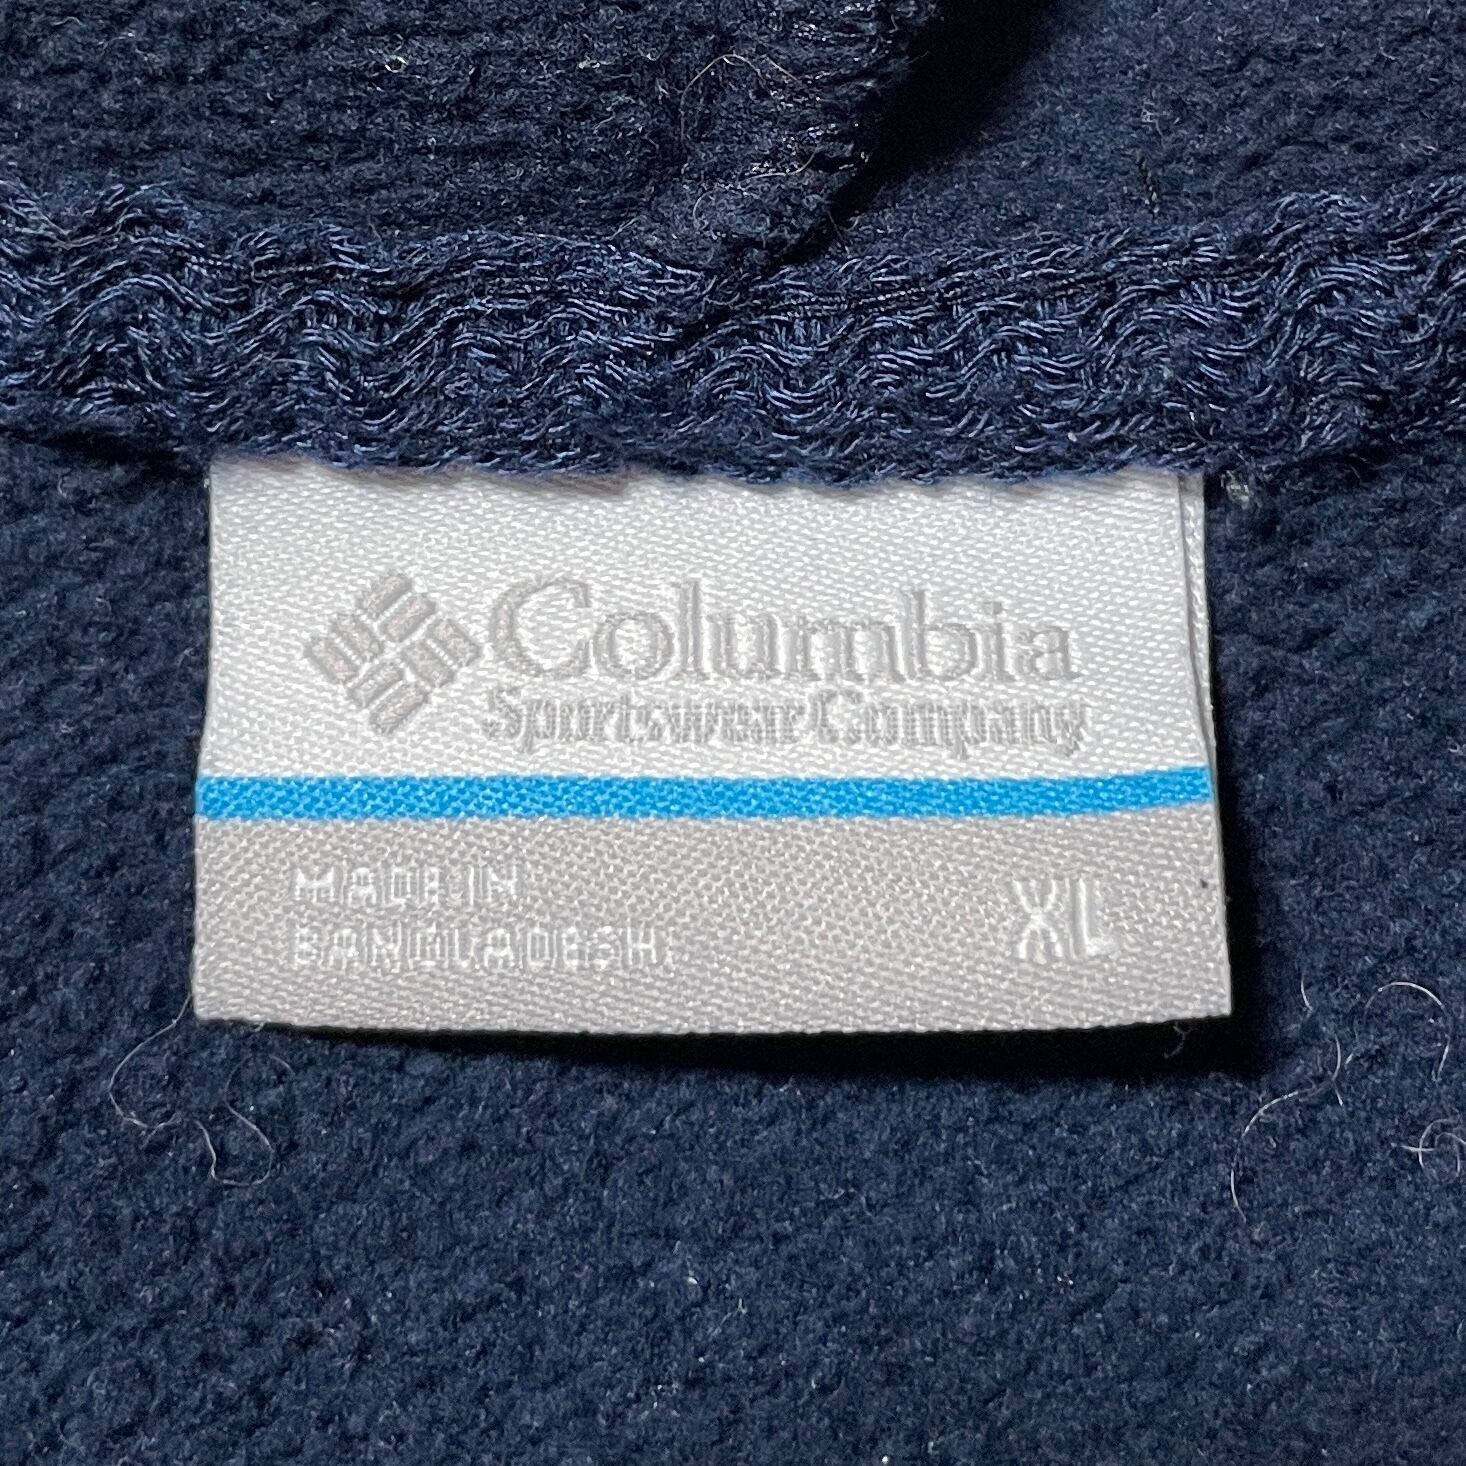 Columbia
Sportswear Company
MADE IN
BANGLADESH
XL